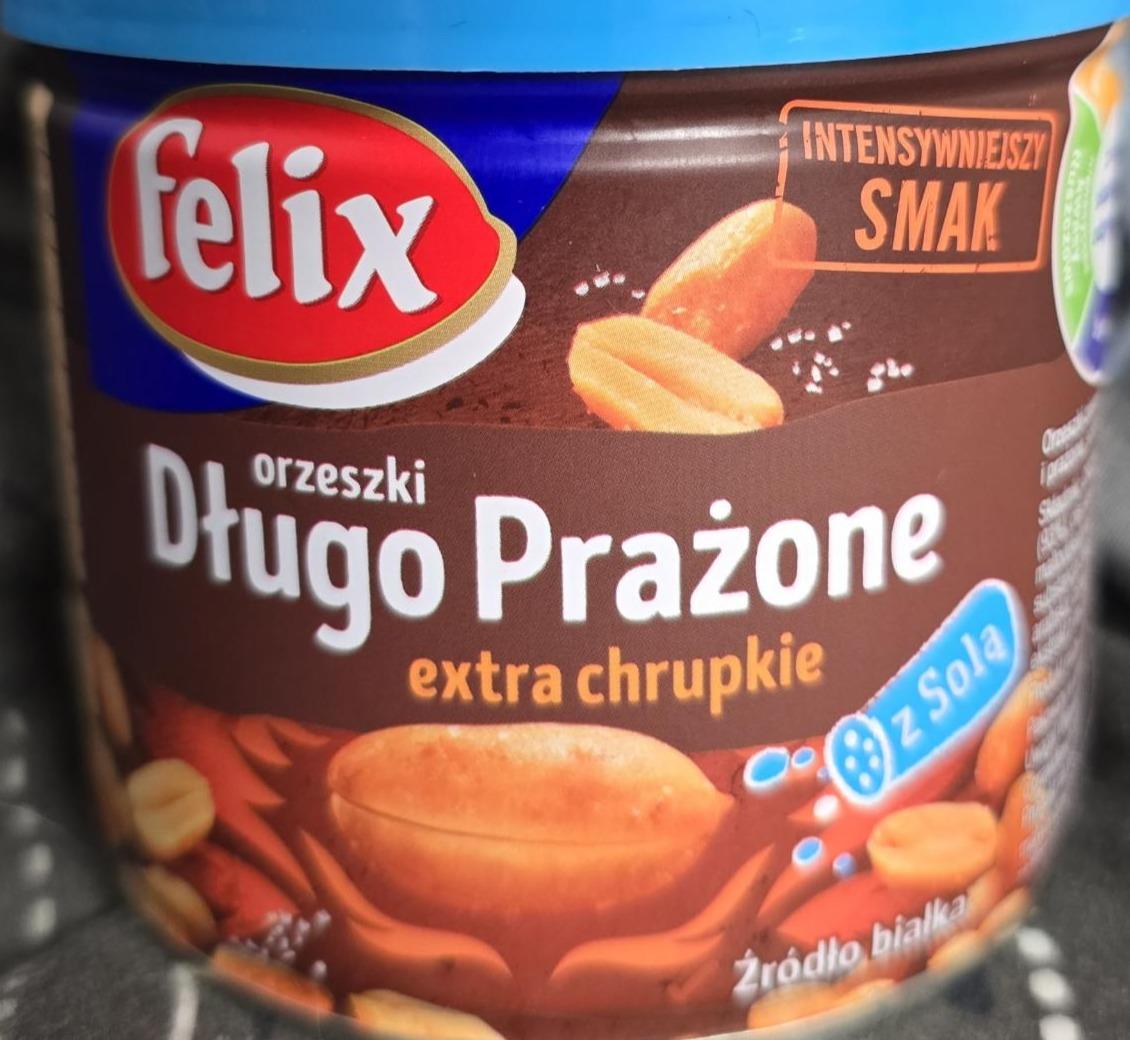 felix
INTENSYWNIEJSZY
SMAK
orzeszki
Długo Prażone
extra chrupkie
z Solą
Źródło białka